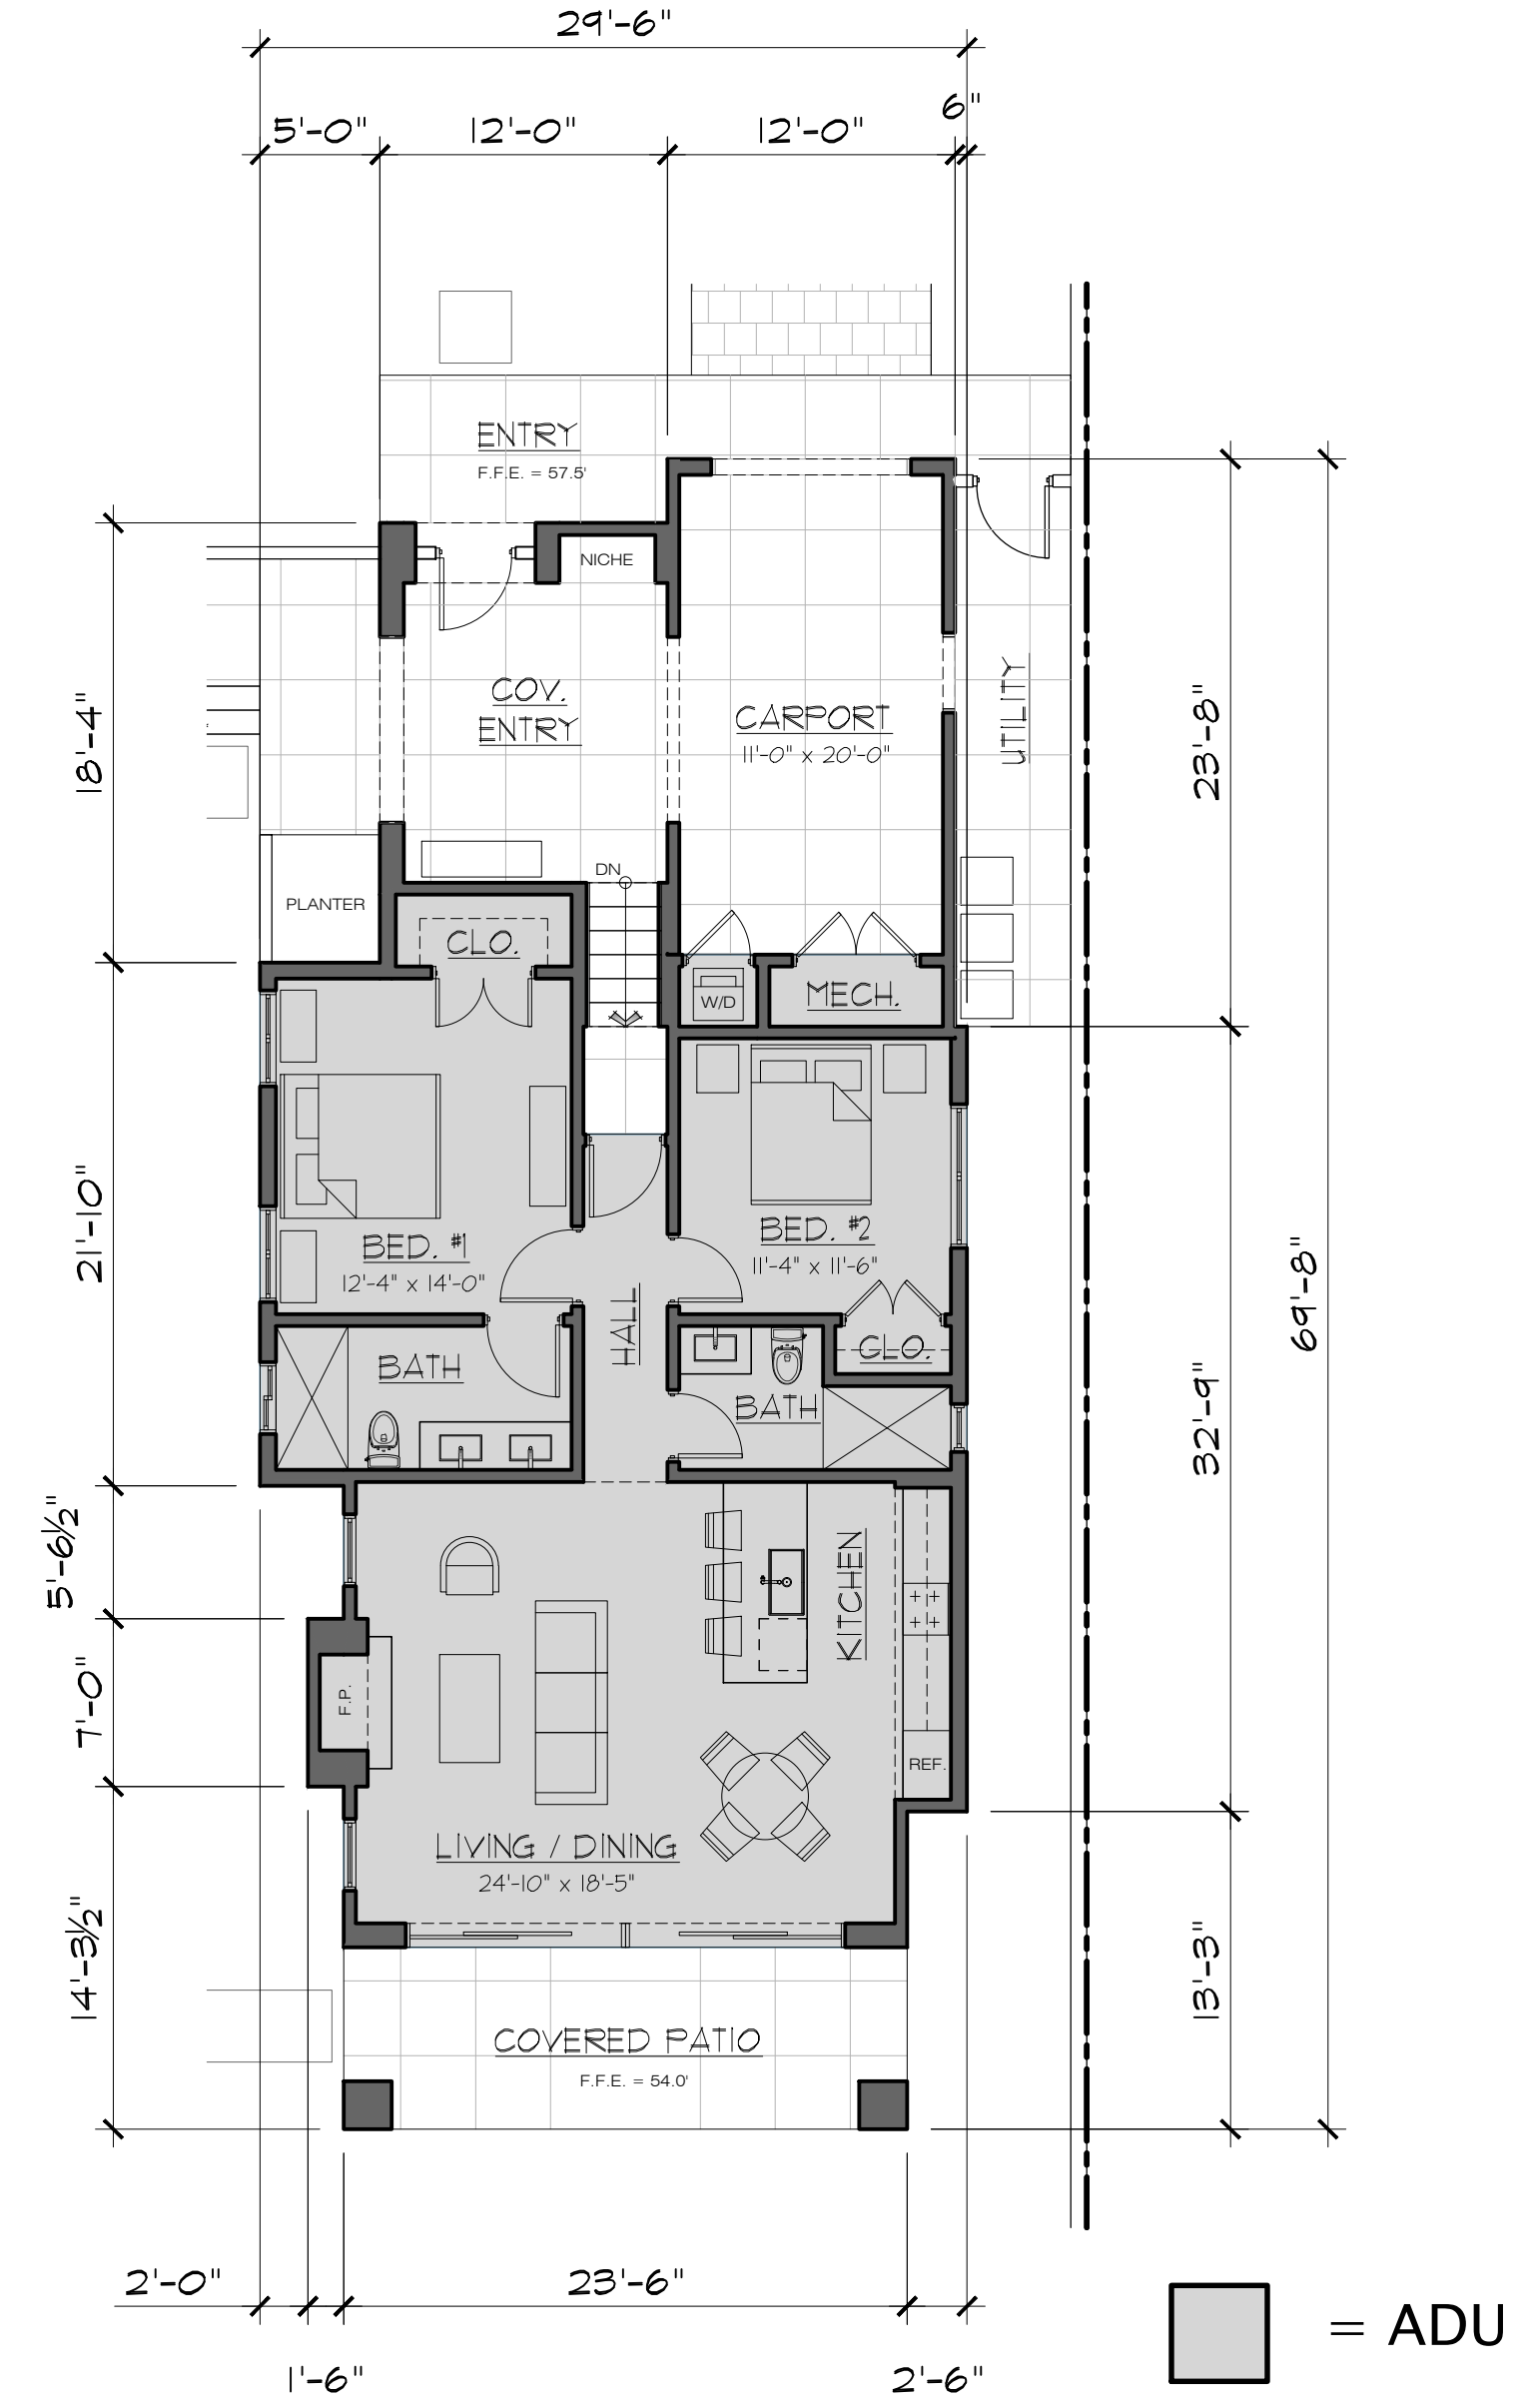 29'-6"
6"
5'-0"
12'-0"
12'-0"
ENTRY
F.F.E. = 57.5'
NICHE
COV.
ENTRY
CARPORT
11'-0" x 20'-0"
UTILITY
18'-4"
23'-8"
DN
PLANTER
CLO.
W/D
MECH.
21'-10"
BED. #1
12'-4" x 14'-0"
BED. #2
11'-4" x 11'-6"
HALL
69'-8"
CLO.
BATH
BATH
32'-9"
5'-6½"
KITCHEN
7'-0"
F.P.
REF.
LIVING / DINING
24'-10" x 18'-5"
14'-3½"
13'-3"
COVERED PATIO
F.F.E. = 54.0'
2'-0"
23'-6"
1'-6"
2'-6"
= ADU